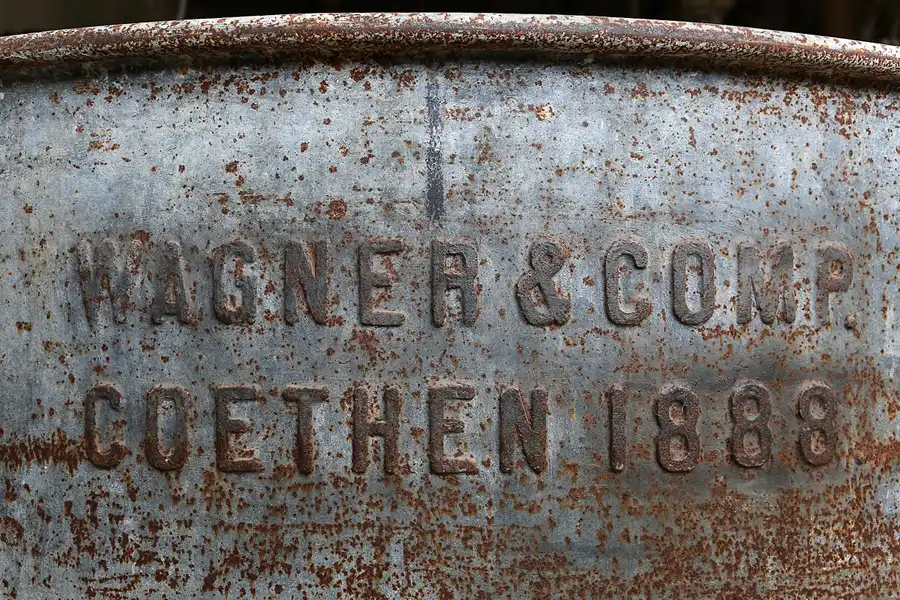 WAGNER & COMP.
COETHEN 1888